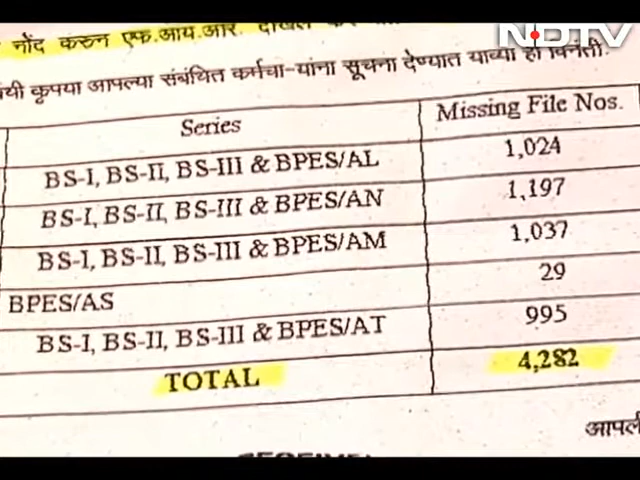 NDTV
नोंद करुन एफ.आय.आर. दाखल
कृपया आपल्या संबंधित कर्मचा-यांना सूचना देण्यात याव्या ही विनंती.
Series Missing File Nos.
BS-I, BS-II, BS-III & BPES/AL 1,024
BS-I, BS-II, BS-III & BPES/AN 1,197
BS-I, BS-II, BS-III & BPES/AM 1,037
BPES/AS 29
BS-I, BS-II, BS-III & BPES/AT 995
TOTAL 4,282